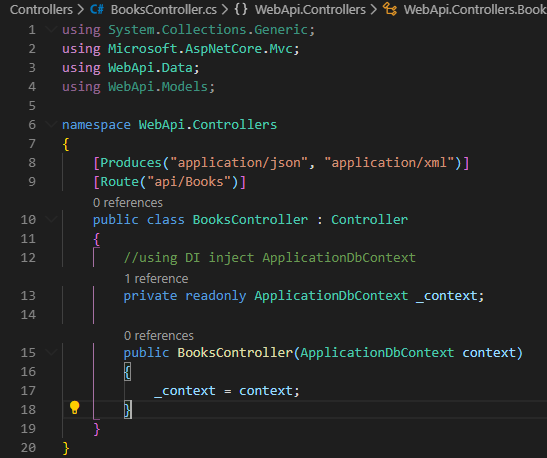 Controllers > C# BooksController.cs > {} WebApi.Controllers > WebApi.Controllers.Book
1 using System.Collections.Generic;
2 using Microsoft.AspNetCore.Mvc;
3 using WebApi.Data;
4 using WebApi.Models;
5
6 namespace WebApi.Controllers
7 {
8 [Produces("application/json", "application/xml")]
9 [Route("api/Books")]
0 references
10 public class BooksController : Controller
11 {
12 //using DI inject ApplicationDbContext
1 reference
13 private readonly ApplicationDbContext _context;
14
0 references
15 public BooksController(ApplicationDbContext context)
16 {
17 _context = context;
18 }
19 }
20 }